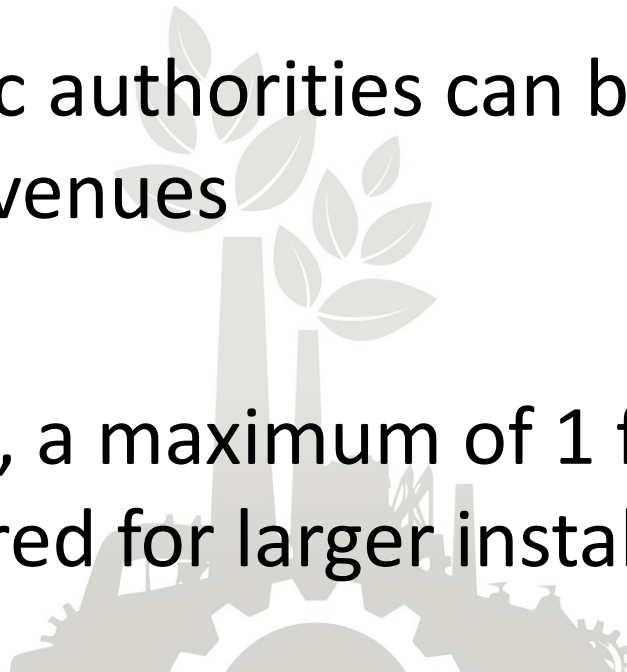 c authorities can b
venues
, a maximum of 1 f
red for larger instal